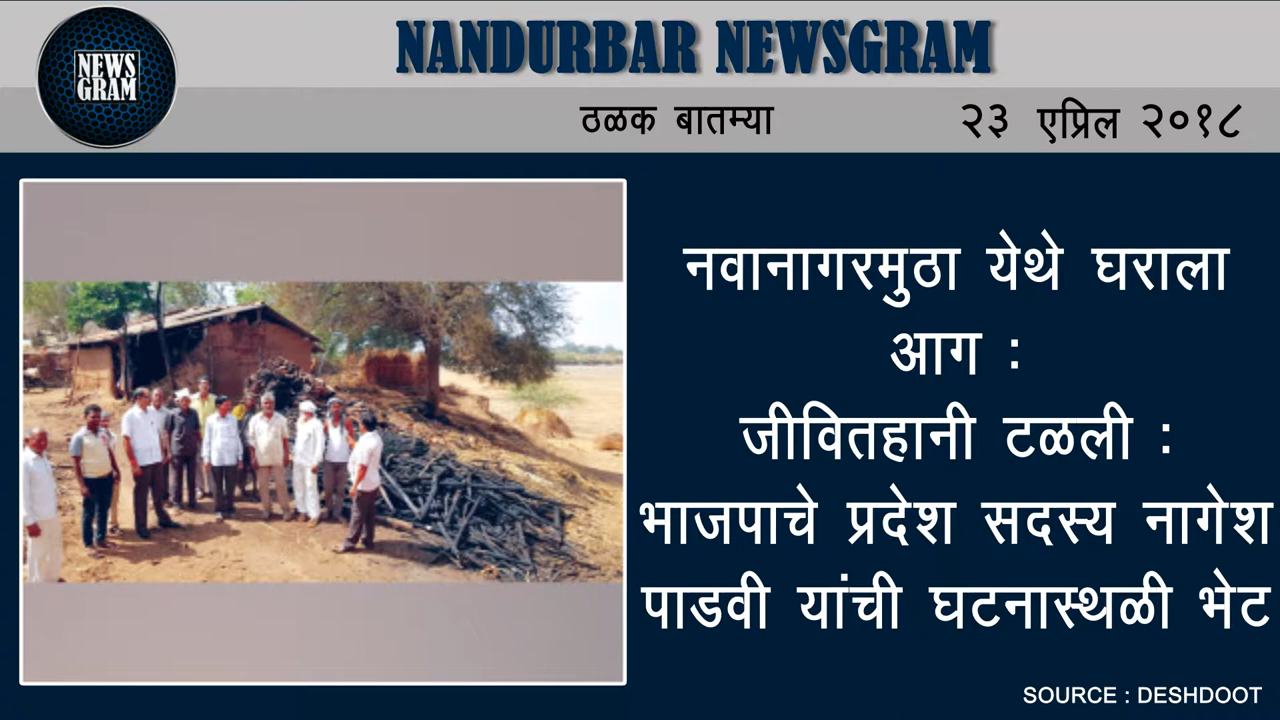 NEWS
GRAM
NANDURBAR NEWSGRAM
ठळक बातम्या
२३ एप्रिल २०१८
नवानागरमुठा येथे घराला
आग :
जीवितहानी टळली :
भाजपाचे प्रदेश सदस्य नागेश
पाडवी यांची घटनास्थळी भेट
SOURCE : DESHDOOT